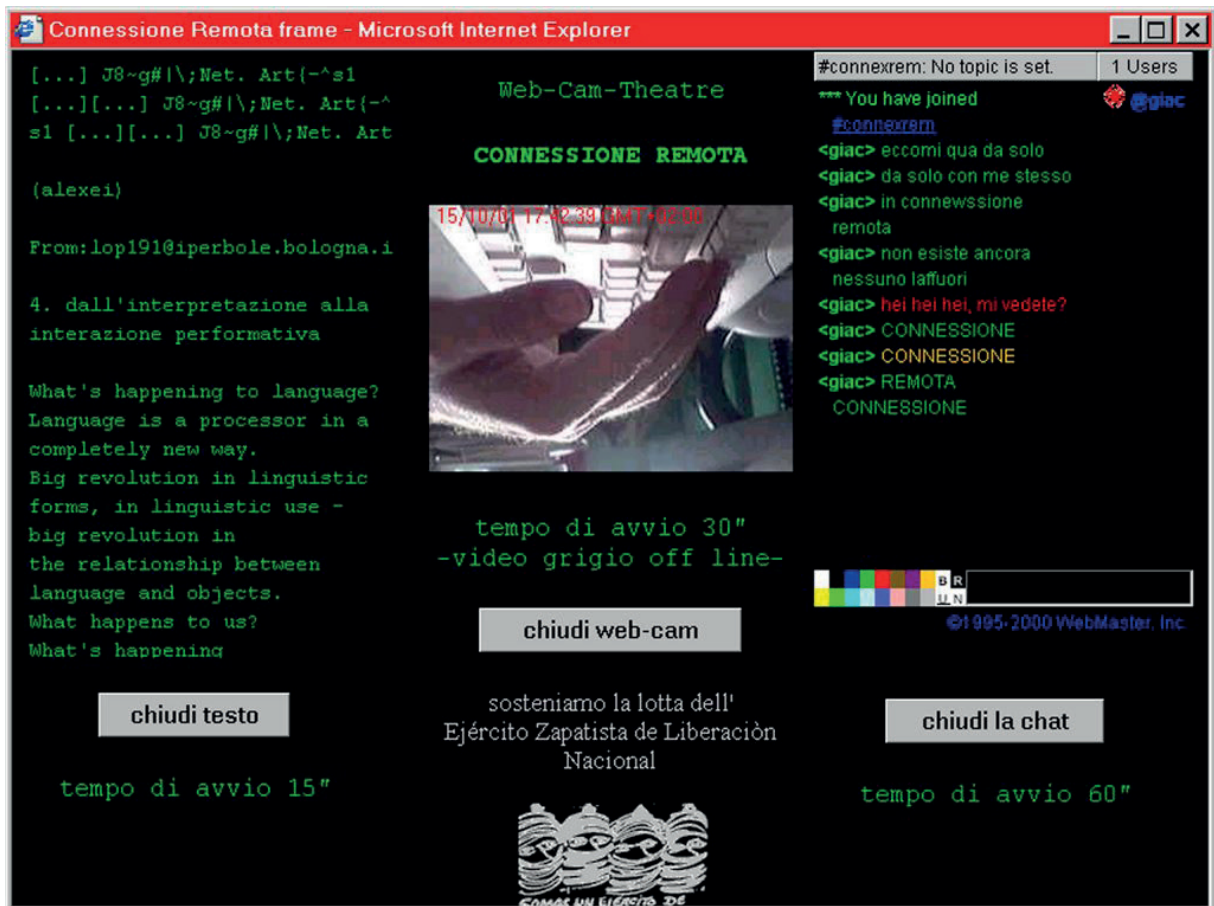 Connessione Remota frame - Microsoft Internet Explorer
[...] J8~g#|\;Net. Art{-^s1
[...][...] J8~g#|\;Net. Art{-^
s1 [...][...] J8~g#|\;Net. Art
(alexei)
From:lop191@iperbole.bologna.i
4. dall'interpretazione alla
interazione performativa
What's happening to language?
Language is a processor in a
completely new way.
Big revolution in linguistic
forms, in linguistic use -
big revolution in
the relationship between
language and objects.
What happens to us?
What's happening
chiudi testo
tempo di avvio 15"
Web-Cam-Theatre
CONNESSIONE REMOTA
15/10/01 17:42.39 GMT+02:00
tempo di avvio 30"
-video grigio off line-
chiudi web-cam
sosteniamo la lotta dell'
Ejército Zapatista de Liberaciòn
Nacional
SOMOS UN EJÉRCITO DE
#connexrem: No topic is set.
1 Users
*** You have joined
#connexrem
@giac
<giac> eccomi qua da solo
<giac> da solo con me stesso
<giac> in connewssione
remota
<giac> non esiste ancora
nessuno laffuori
<giac> hei hei hei, mi vedete?
<giac> CONNESSIONE
<giac> CONNESSIONE
<giac> REMOTA
CONNESSIONE
B R
U N
©1995-2000 WebMaster, Inc.
chiudi la chat
tempo di avvio 60"